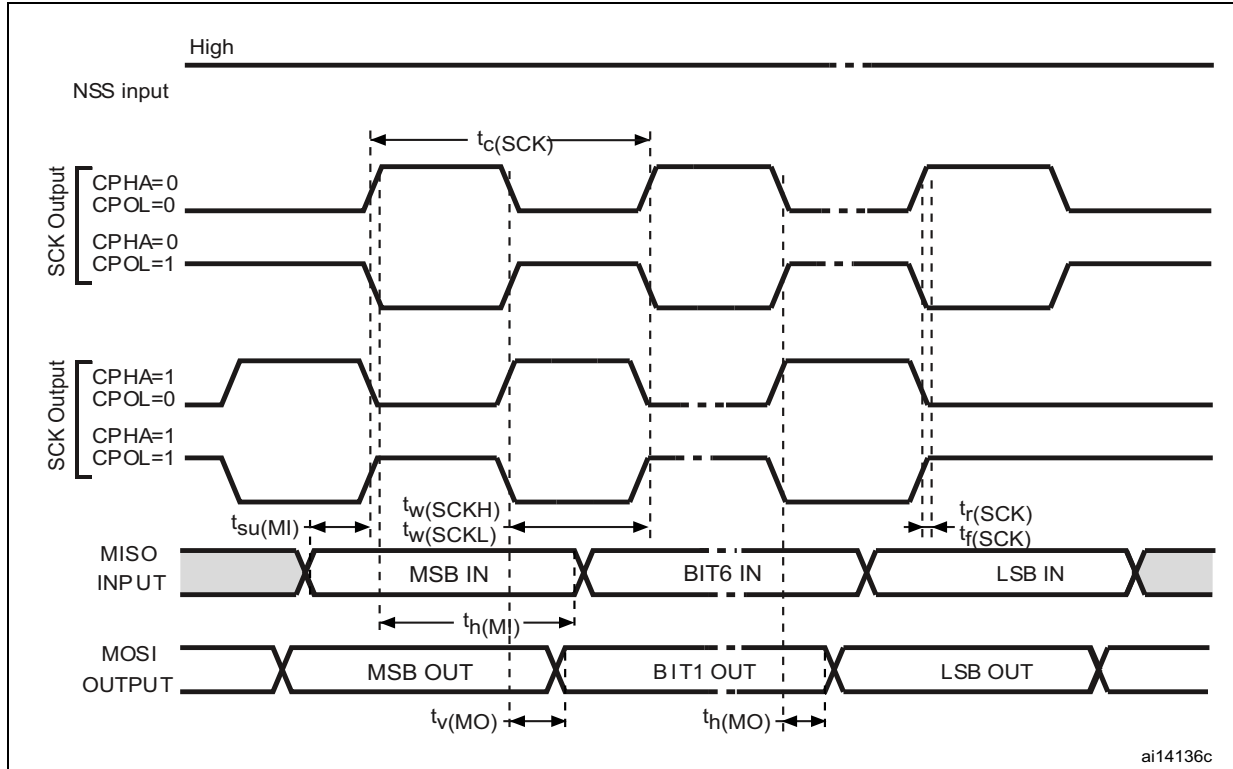 High
NSS input
tc(SCK)
SCK Output
CPHA=0
CPOL=0
CPHA=0
CPOL=1
SCK Output
CPHA=1
CPOL=0
CPHA=1
CPOL=1
tsu(MI)
tw(SCKH)
tw(SCKL)
tr(SCK)
tf(SCK)
MISO
INPUT
MSB IN
BIT6 IN
LSB IN
th(MI)
MOSI
OUTPUT
MSB OUT
BIT1 OUT
LSB OUT
tv(MO)
th(MO)
ai14136c